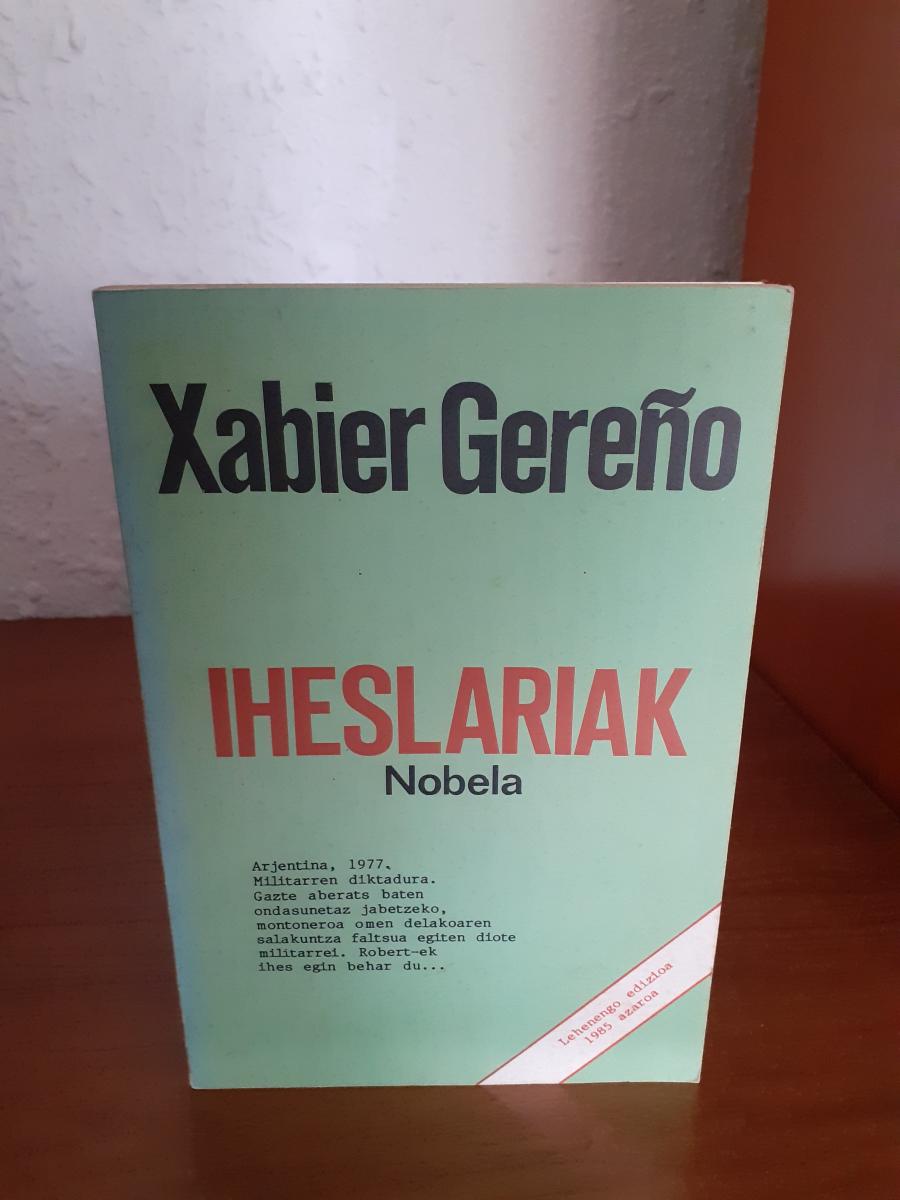 Xabier Gereño
IHESLARIAK
Nobela
Arjentina, 1977.
Militarren diktadura.
Gazte aberats baten
ondasunetaz jabetzeko,
montoneroa omen delakoaren
salakuntza faltsua egiten diote
militarrei. Robert-ek
ihes egin behar du...
Lehenengo edizioa
1985 azaroa